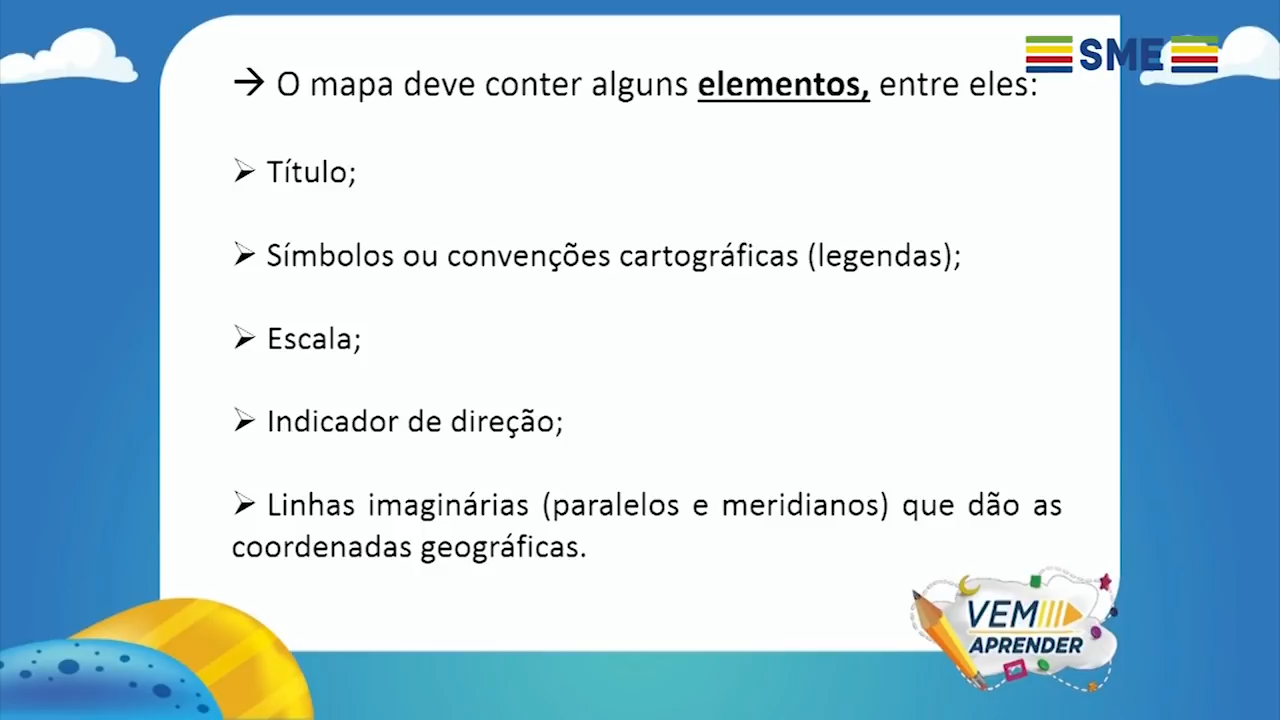 SME
→ O mapa deve conter alguns elementos, entre eles:
➢ Título;
➢ Símbolos ou convenções cartográficas (legendas);
➢ Escala;
➢ Indicador de direção;
➢ Linhas imaginárias (paralelos e meridianos) que dão as
coordenadas geográficas.
VEM
APRENDER